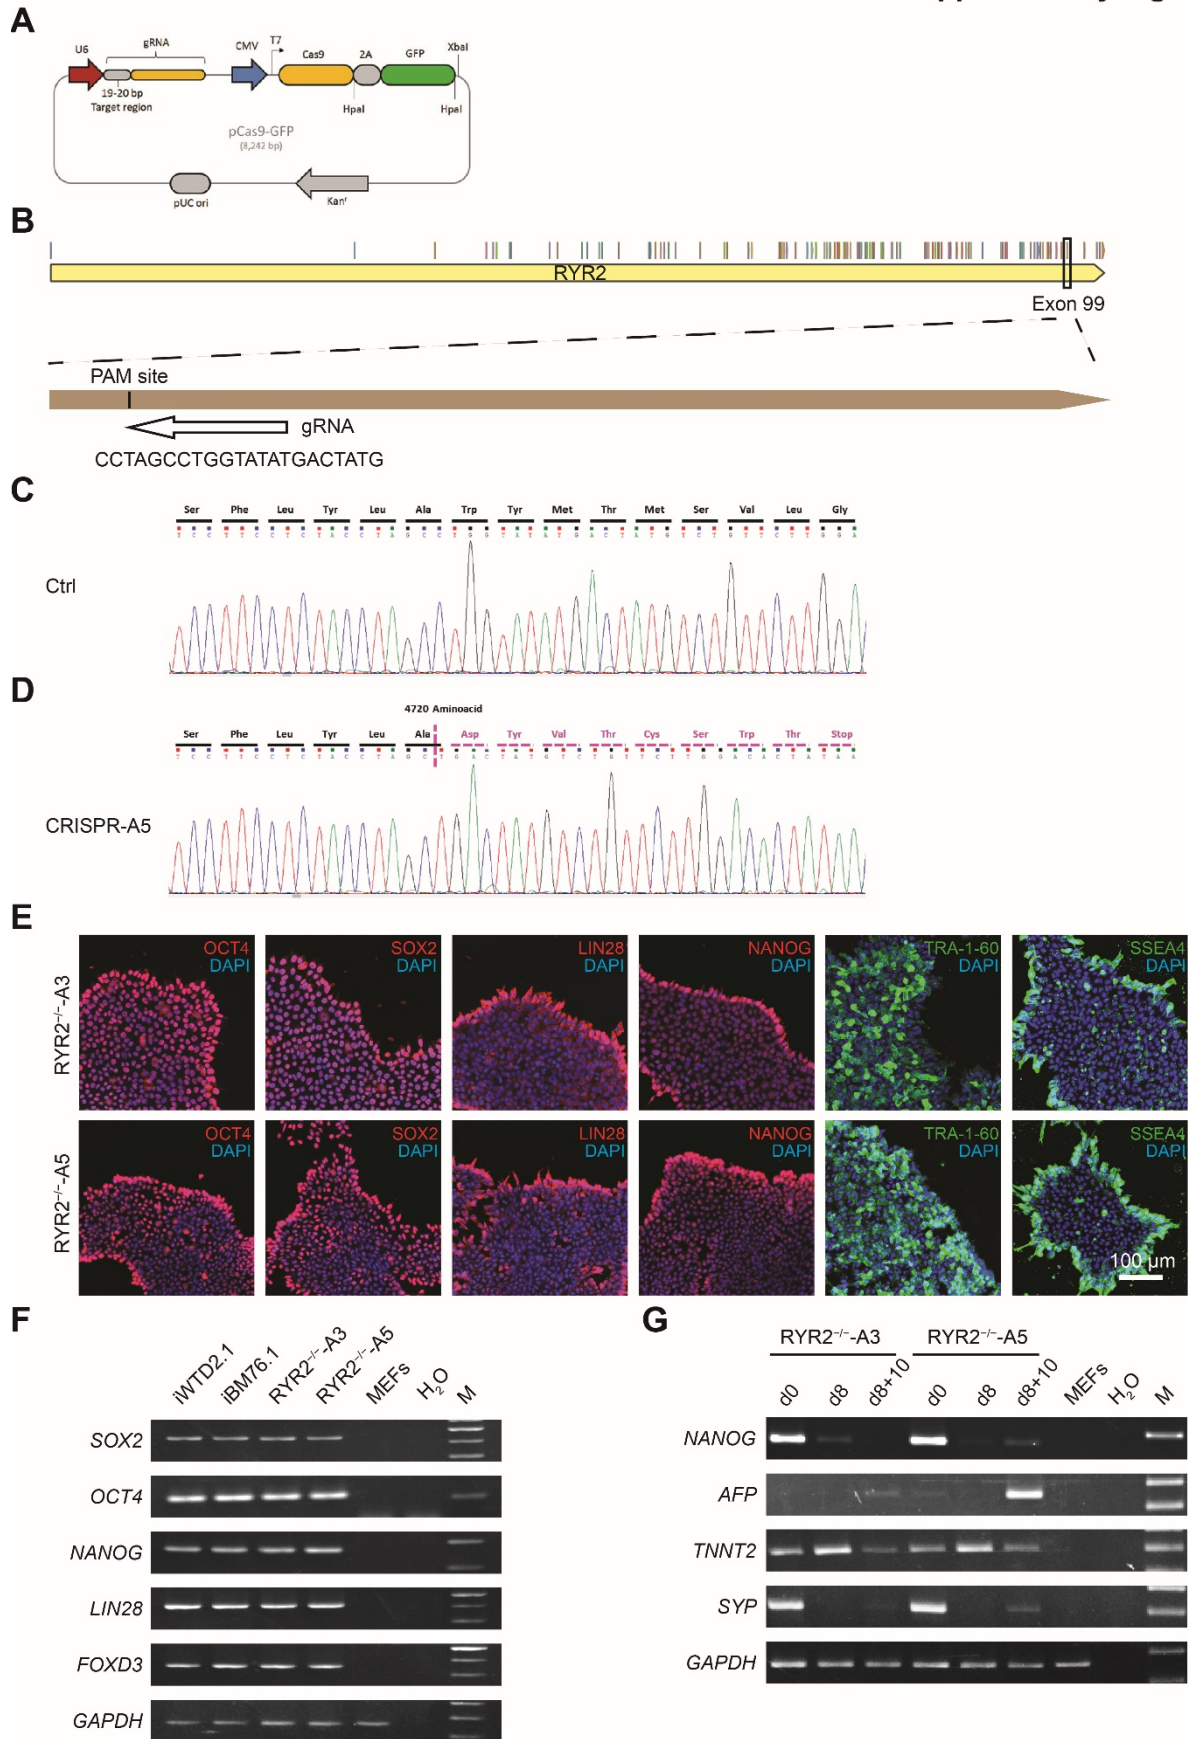 A
U6 gRNA CMV T7 Cas9 2A GFP XbaI
19-20 bp
Target region
HpaI HpaI
pCas9-GFP
(8,242 bp)
pUC ori Kanʳ
B
RYR2
Exon 99
PAM site
gRNA
CCTAGCCTGGTATATGACTATG
C
Ser Phe Leu Tyr Leu Ala Trp Tyr Met Thr Met Ser Val Leu Gly
T C C T T C C T C T A C C T A G C C T G G T A T A T G A C T A T G T C T G T T C T T G G A
Ctrl
D
4720 Aminoacid
Ser Phe Leu Tyr Leu Ala Asp Tyr Val Thr Cys Ser Trp Thr Stop
T C C T T C C T C T A C C T A G C T G A C T A T G T C T G T T C T T G G A C A C T A T A A
CRISPR-A5
E
OCT4 SOX2 LIN28 NANOG TRA-1-60 SSEA4
DAPI DAPI DAPI DAPI DAPI DAPI
RYR2⁻/⁻-A3
OCT4 SOX2 LIN28 NANOG TRA-1-60 SSEA4
DAPI DAPI DAPI DAPI DAPI DAPI
RYR2⁻/⁻-A5
100 µm
F
iWTD2.1 iBM76.1 RYR2⁻/⁻-A3 RYR2⁻/⁻-A5 MEFs H₂O M
SOX2
OCT4
NANOG
LIN28
FOXD3
GAPDH
G
RYR2⁻/⁻-A3 RYR2⁻/⁻-A5
d0 d8 d8+10 d0 d8 d8+10 MEFs H₂O M
NANOG
AFP
TNNT2
SYP
GAPDH